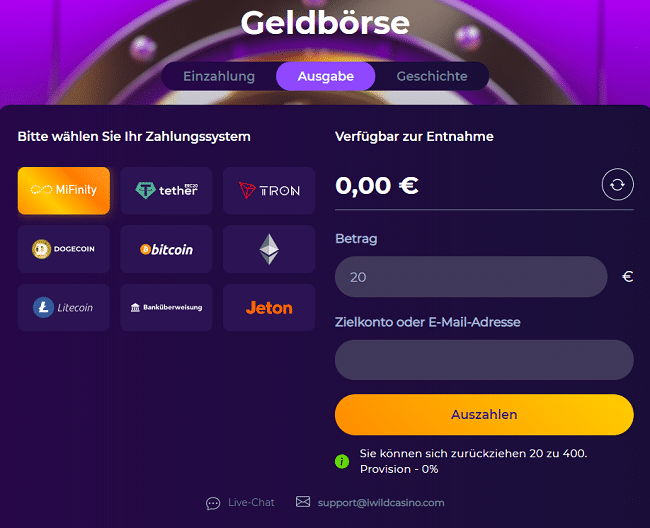 Geldbörse
Einzahlung Ausgabe Geschichte
Bitte wählen Sie Ihr Zahlungssystem
MiFinity tether ERC20 TRON
DOGECOIN bitcoin
Litecoin Banküberweisung Jeton
Verfügbar zur Entnahme
0,00 €
Betrag
20 €
Zielkonto oder E-Mail-Adresse
Auszahlen
Sie können sich zurückziehen 20 zu 400.
Provision - 0%
Live-Chat support@iwildcasino.com